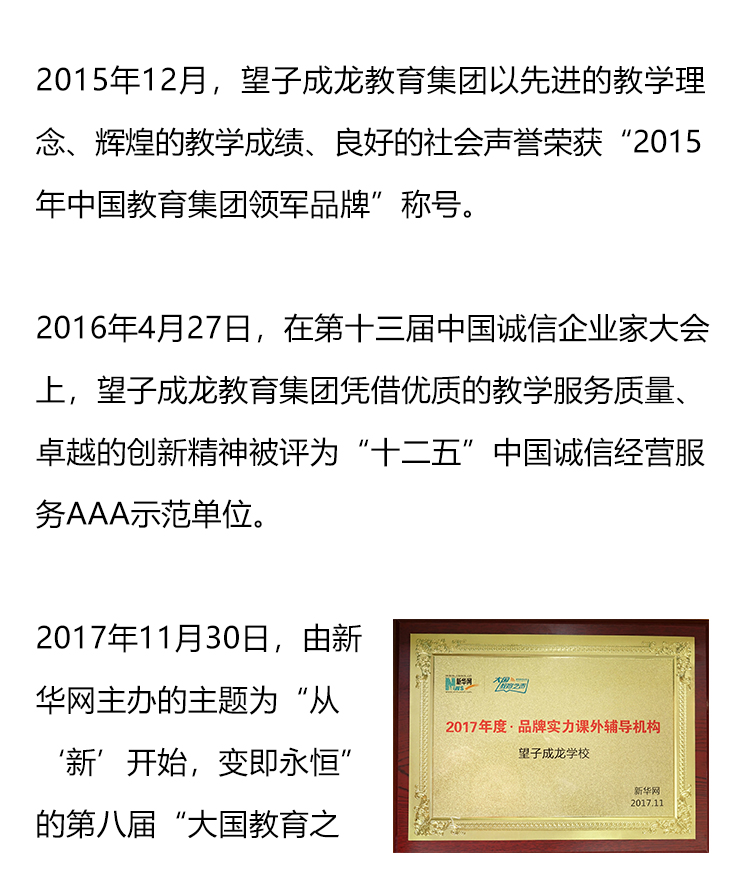 2015年12月，望子成龙教育集团以先进的教学理
念、辉煌的教学成绩、良好的社会声誉荣获“2015
年中国教育集团领军品牌”称号。
2016年4月27日，在第十三届中国诚信企业家大会
上，望子成龙教育集团凭借优质的教学服务质量、
卓越的创新精神被评为“十二五”中国诚信经营服
务AAA示范单位。
2017年11月30日，由新
华网主办的主题为“从
‘新’开始，变即永恒”
的第八届“大国教育之
新华网
NEWS
大国
教育之声
2017年度·品牌实力课外辅导机构
望子成龙学校
新华网
2017.11